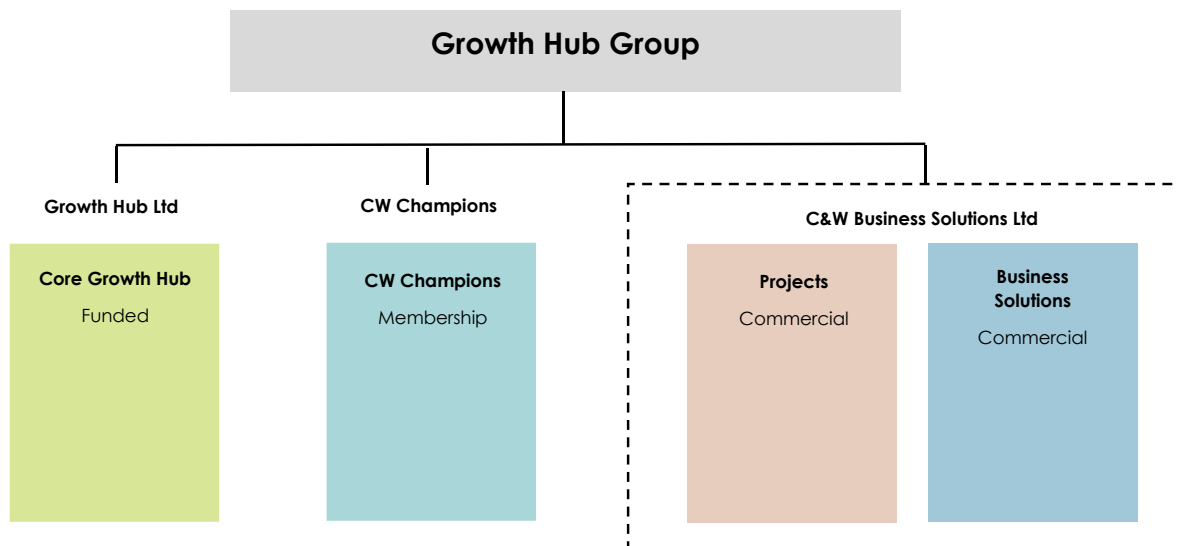 Growth Hub Group
Growth Hub Ltd
CW Champions
C&W Business Solutions Ltd
Core Growth Hub
Funded
CW Champions
Membership
Projects
Commercial
Business
Solutions
Commercial